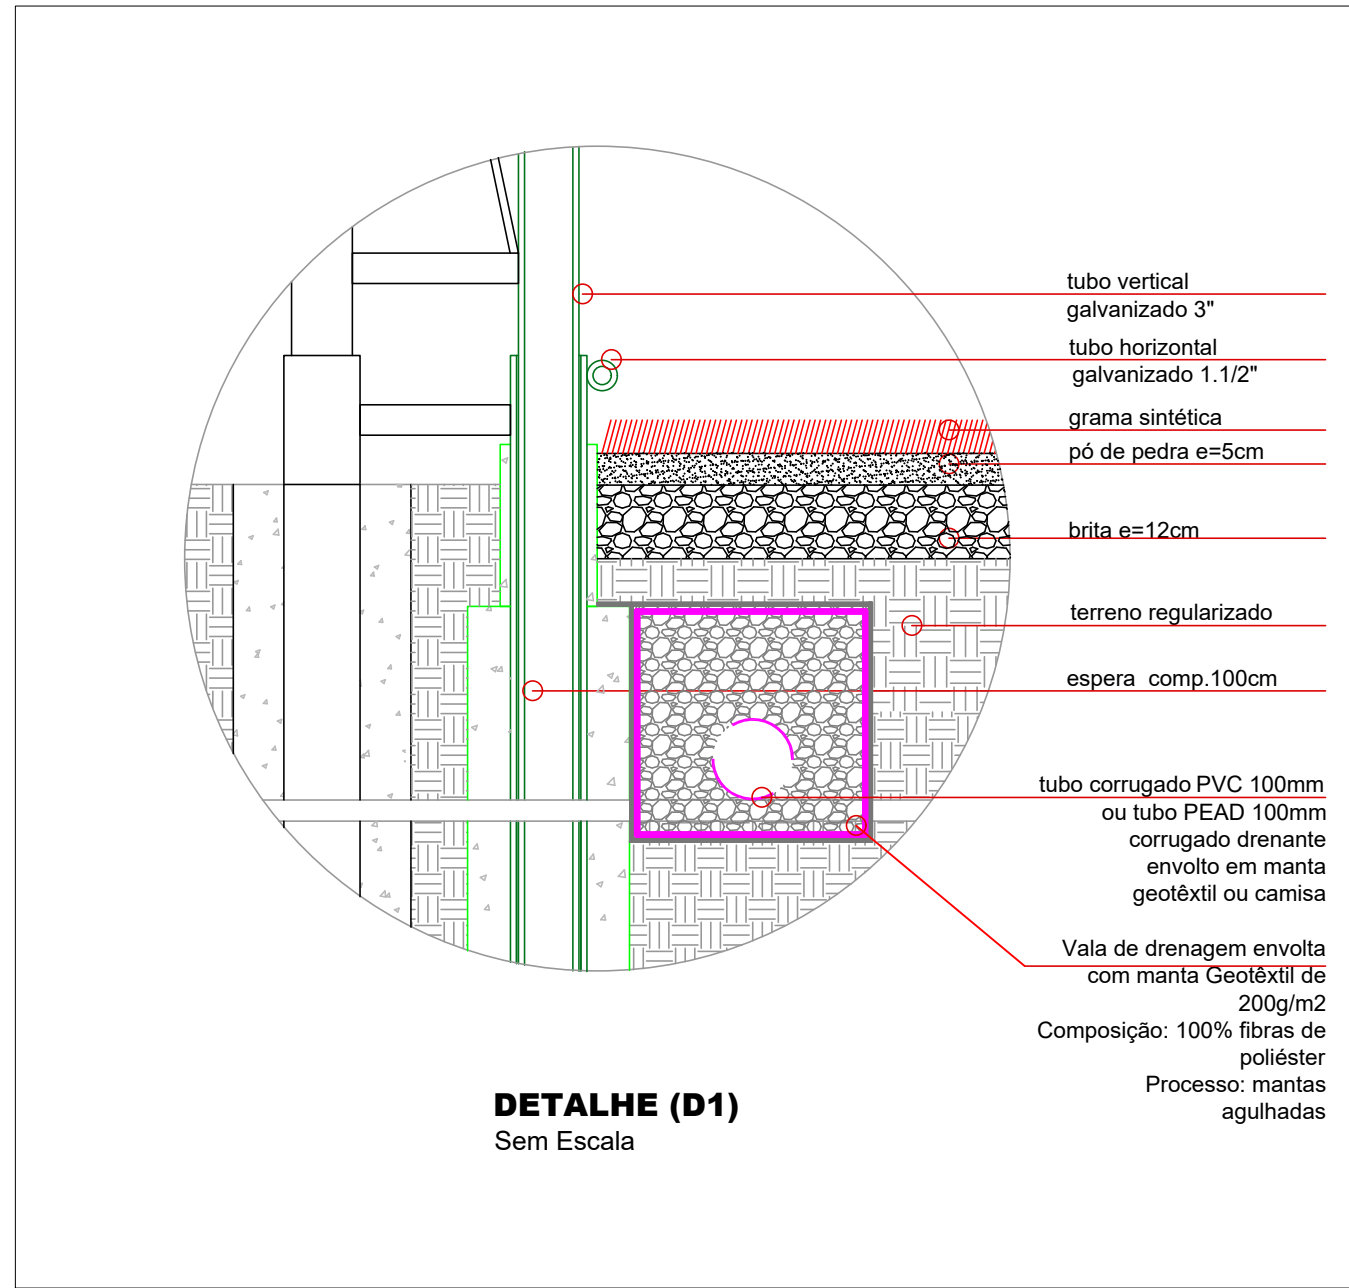 tubo vertical
galvanizado 3"
tubo horizontal
galvanizado 1.1/2"
grama sintética
pó de pedra e=5cm
brita e=12cm
terreno regularizado
espera  comp.100cm
tubo corrugado PVC 100mm
ou tubo PEAD 100mm
corrugado drenante
envolto em manta
geotêxtil ou camisa
Vala de drenagem envolta
com manta Geotêxtil de
200g/m2
Composição: 100% fibras de
poliéster
Processo: mantas
agulhadas
DETALHE (D1)
Sem Escala